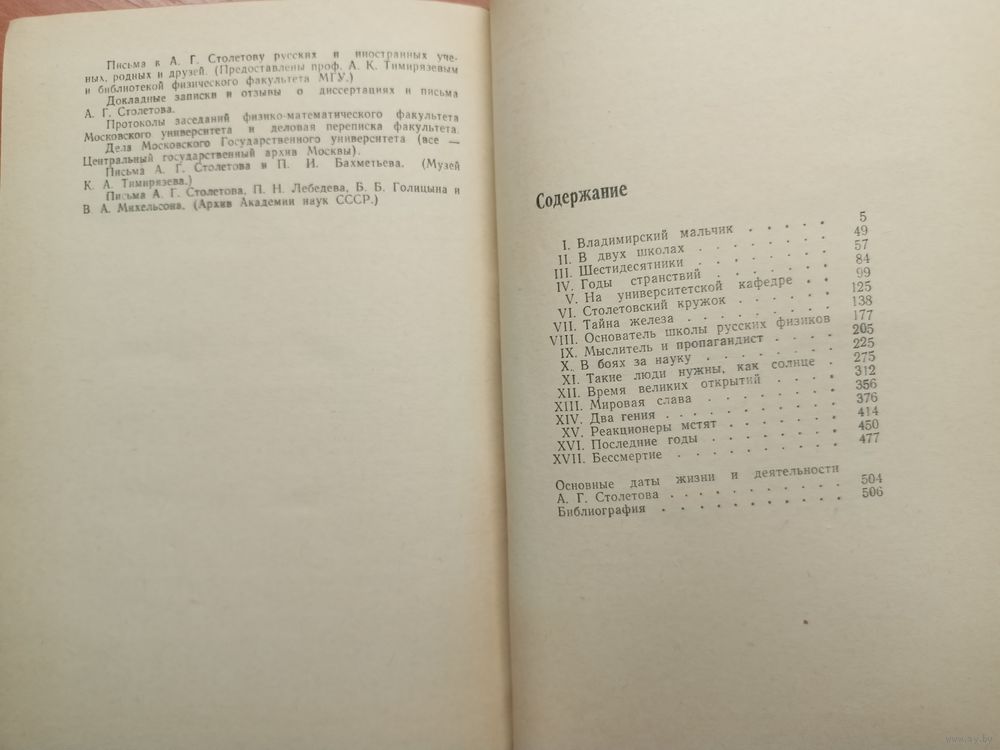 Письма к А. Г. Столетову русских и иностранных уче-
ных, родных и друзей. (Предоставлены проф. А. К. Тимирязевым
и библиотекой физического факультета МГУ.)
Докладные записки и отзывы о диссертациях и письма
А. Г. Столетова.
Протоколы заседаний физико-математического факультета
Московского университета и деловая переписка факультета.
Дела Московского Государственного университета (все —
Центральный государственный архив Москвы).
Письма А. Г. Столетова и П. И. Бахметьева. (Музей
К. А. Тимирязева.)
Письма А. Г. Столетова, П. Н. Лебедева, Б. Б. Голицына и
В. А. Михельсона. (Архив Академии наук СССР.)
Содержание
I. Владимирский мальчик . . . . . 5
II. В двух школах . . . . . . . 49
III. Шестидесятники . . . . . . . 57
IV. Годы странствий . . . . . . 84
V. На университетской кафедре . . 99
VI. Столетовский кружок . . . . . 125
VII. Тайна железа . . . . . . . 138
VIII. Основатель школы русских физиков 177
IX. Мыслитель и пропагандист . . . . 205
X. В боях за науку . . . . . . . 225
XI. Такие люди нужны, как солнце . 275
XII. Время великих открытий . . . . 312
XIII. Мировая слава . . . . . . . 356
XIV. Два гения . . . . . . . . . 376
XV. Реакционеры мстят . . . . . . 414
XVI. Последние годы . . . . . . . 450
XVII. Бессмертие . . . . . . . . . 477
Основные даты жизни и деятельности
А. Г. Столетова . . . . . . . . . 504
Библиография . . . . . . . . . . 506
www.ay.by